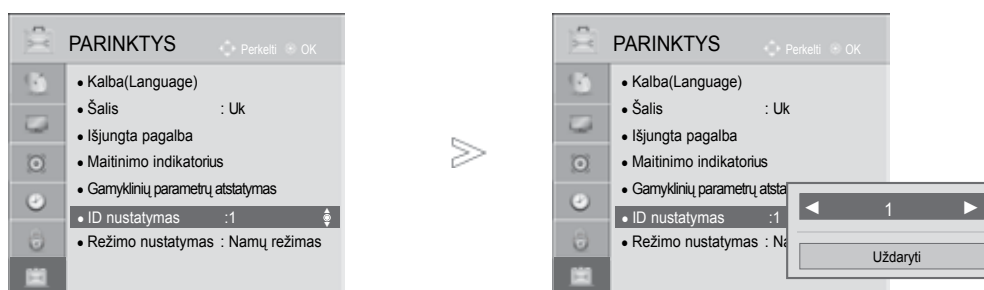 PARINKTYS Perkelti OK
• Kalba(Language)
• Šalis : Uk
• Išjungta pagalba
• Maitinimo indikatorius
• Gamyklinių parametrų atstatymas
• ID nustatymas :1
• Režimo nustatymas : Namų režimas
PARINKTYS Perkelti OK
• Kalba(Language)
• Šalis : Uk
• Išjungta pagalba
• Maitinimo indikatorius
• Gamyklinių parametrų atsta
• ID nustatymas :1
• Režimo nustatymas : Na
◄ 1 ►
Uždaryti